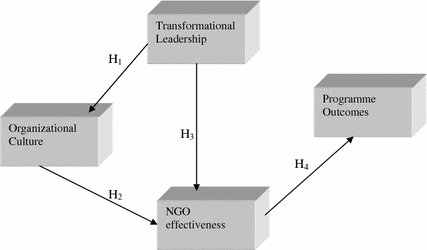 Transformational
Leadership
H1
Programme
Outcomes
Organizational
Culture
H3
H4
H2
NGO
effectiveness